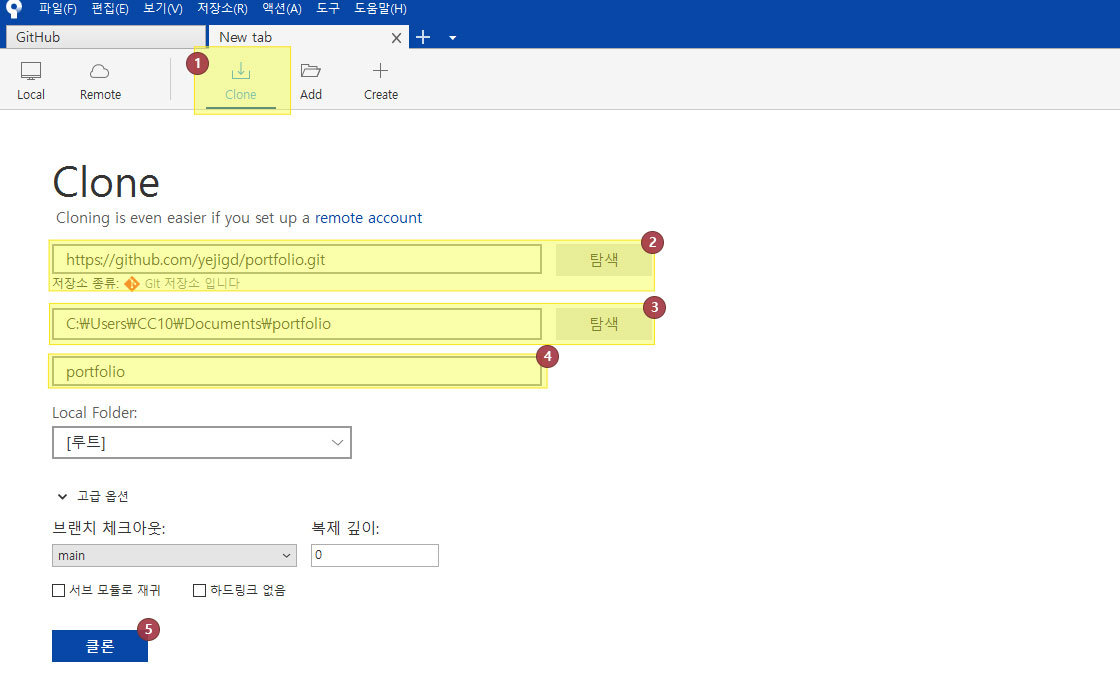 파일(F) 편집(E) 보기(V) 저장소(R) 액션(A) 도구 도움말(H)
GitHub New tab
1
Local Remote Clone Add Create
Clone
Cloning is even easier if you set up a remote account
2
https://github.com/yejigd/portfolio.git 탐색
저장소 종류: Git 저장소 입니다
3
C:₩Users₩CC10₩Documents₩portfolio 탐색
4
portfolio
Local Folder:
[루트]
고급 옵션
브랜치 체크아웃: 복제 깊이:
main 0
서브 모듈로 재귀 하드링크 없음
5
클론